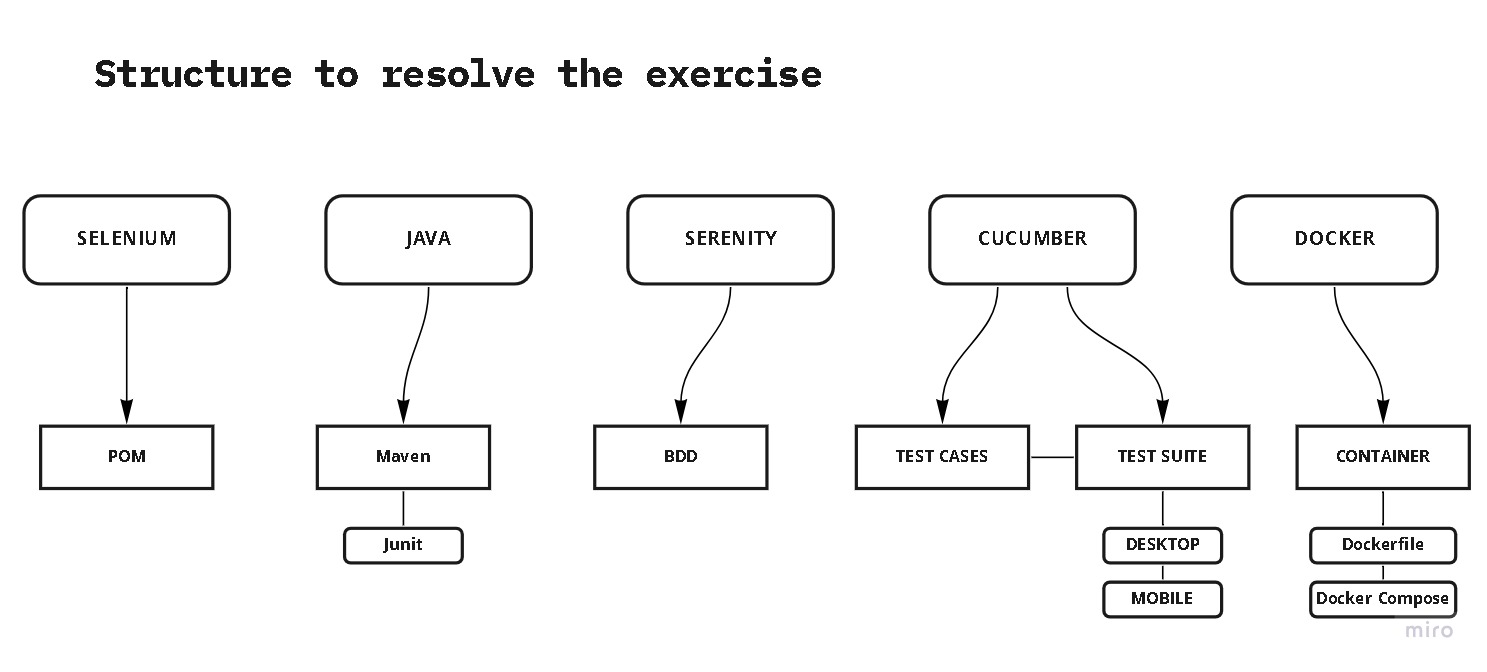 Structure to resolve the exercise
SELENIUM
JAVA
SERENITY
CUCUMBER
DOCKER
POM
Maven
BDD
TEST CASES
TEST SUITE
CONTAINER
Junit
DESKTOP
Dockerfile
MOBILE
Docker Compose
miro